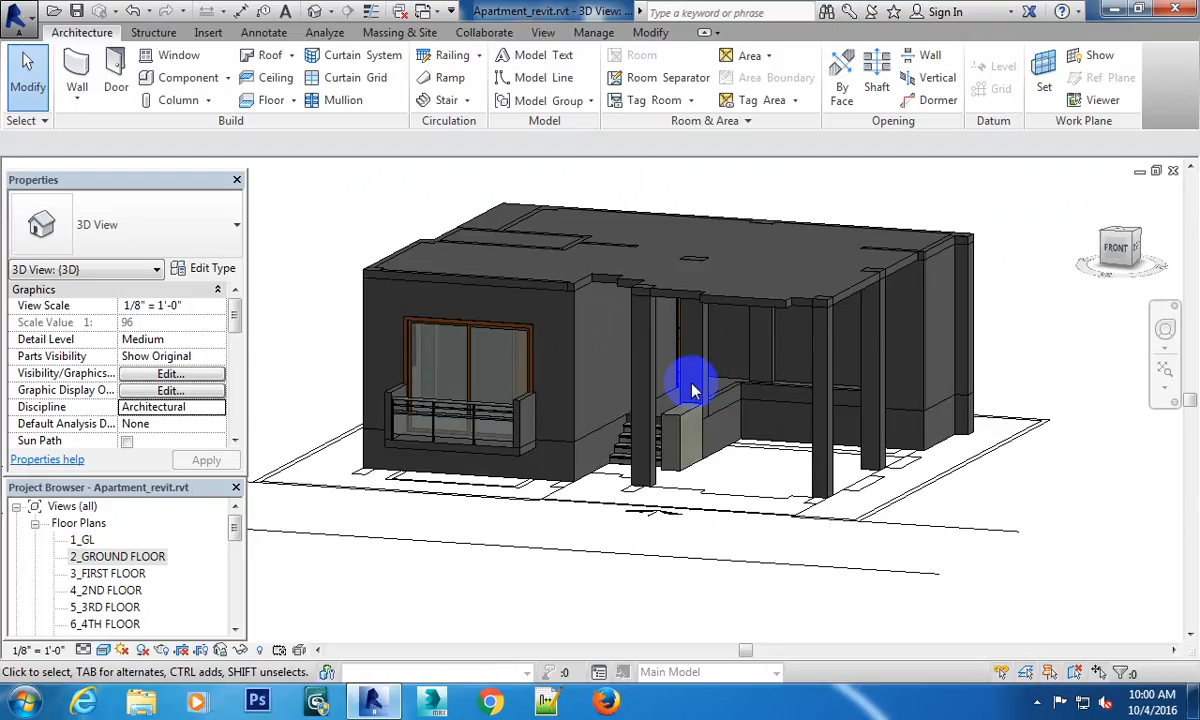 Apartment_revit.rvt - 3D View: ...
Type a keyword or phrase
Sign In
Architecture
Structure
Insert
Annotate
Analyze
Massing & Site
Collaborate
View
Manage
Modify
Modify
Wall
Door
Window
Component
Column
Roof
Ceiling
Floor
Curtain System
Curtain Grid
Mullion
Railing
Ramp
Stair
Model Text
Model Line
Model Group
Room
Room Separator
Tag Room
Area
Area Boundary
Tag Area
By Face
Shaft
Wall
Vertical
Dormer
Level
Grid
Set
Show
Ref Plane
Viewer
Select
Build
Circulation
Model
Room & Area
Opening
Datum
Work Plane
Properties
3D View
3D View: {3D}
Edit Type
Graphics
View Scale 1/8" = 1'-0"
Scale Value 1: 96
Detail Level Medium
Parts Visibility Show Original
Visibility/Graphics... Edit...
Graphic Display O... Edit...
Discipline Architectural
Default Analysis D... None
Sun Path
Properties help
Apply
FRONT
Project Browser - Apartment_revit.rvt
Views (all)
Floor Plans
1_GL
2_GROUND FLOOR
3_FIRST FLOOR
4_2ND FLOOR
5_3RD FLOOR
6_4TH FLOOR
1/8" = 1'-0"
Click to select, TAB for alternates, CTRL adds, SHIFT unselects.
:0
Main Model
:0
Ps
10:00 AM
10/4/2016